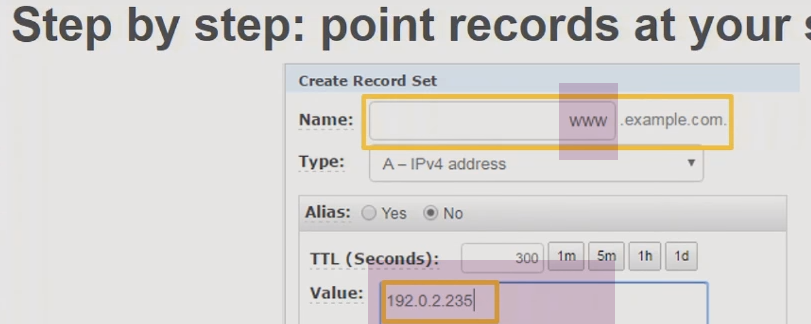 Step by step: point records at your
Create Record Set
Name: www .example.com.
Type: A – IPv4 address
Alias: Yes No
TTL (Seconds): 300 1m 5m 1h 1d
Value: 192.0.2.235